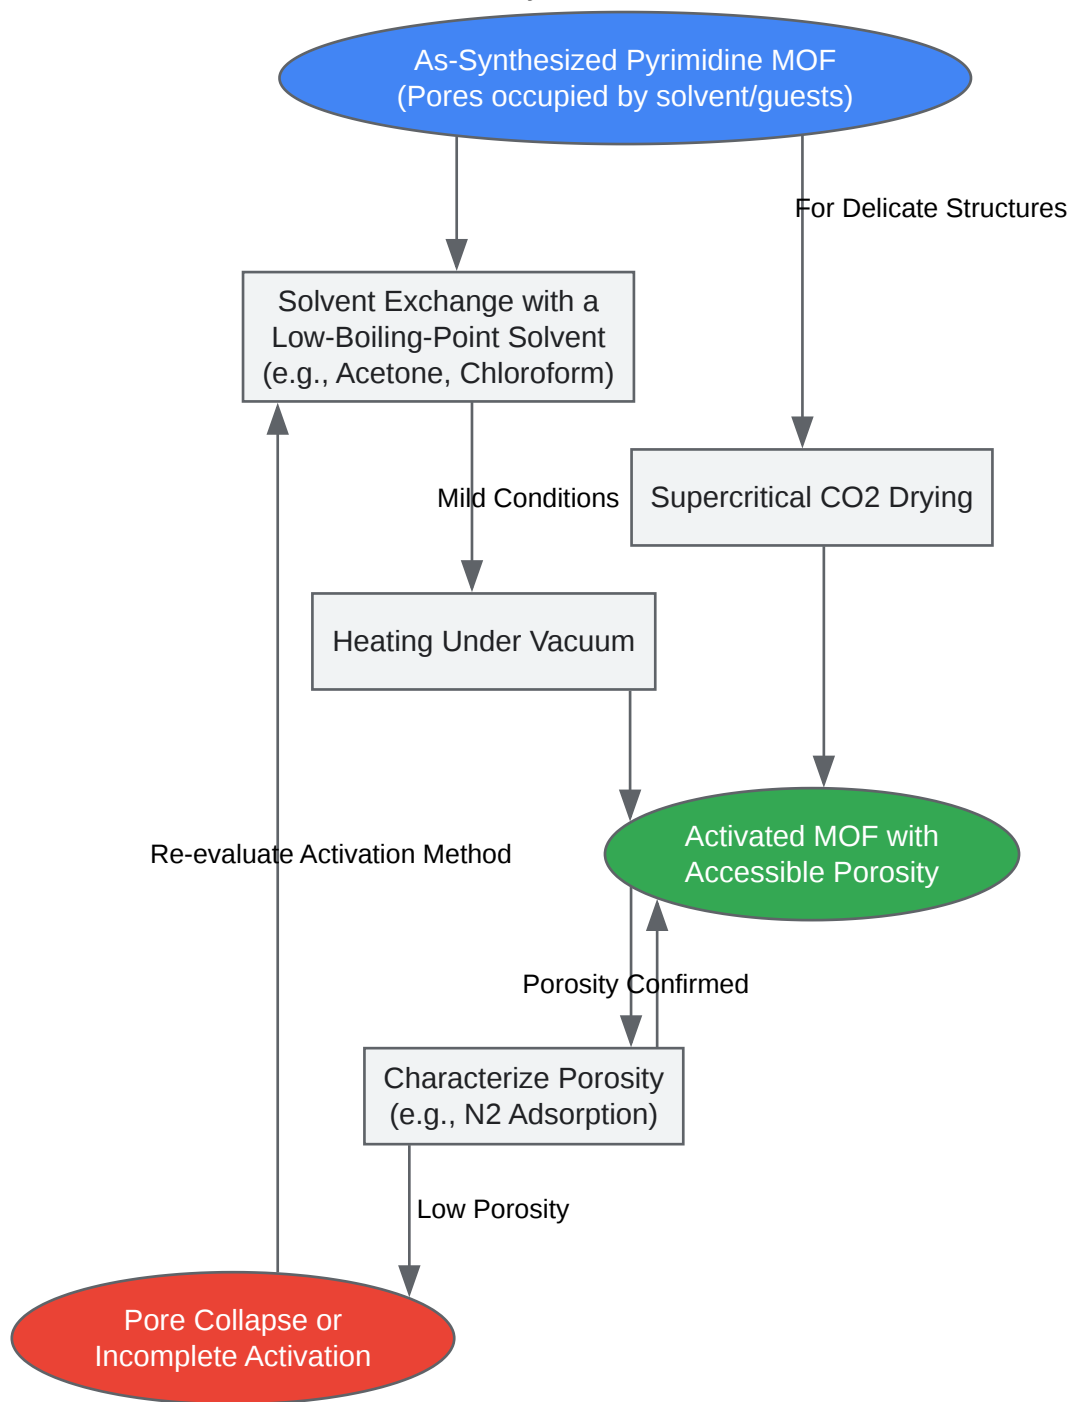 As-Synthesized Pyrimidine MOF
(Pores occupied by solvent/guests)
For Delicate Structures
Solvent Exchange with a
Low-Boiling-Point Solvent
(e.g., Acetone, Chloroform)
Mild Conditions
Supercritical CO2 Drying
Heating Under Vacuum
Re-evaluate Activation Method
Activated MOF with
Accessible Porosity
Porosity Confirmed
Characterize Porosity
(e.g., N2 Adsorption)
Low Porosity
Pore Collapse or
Incomplete Activation